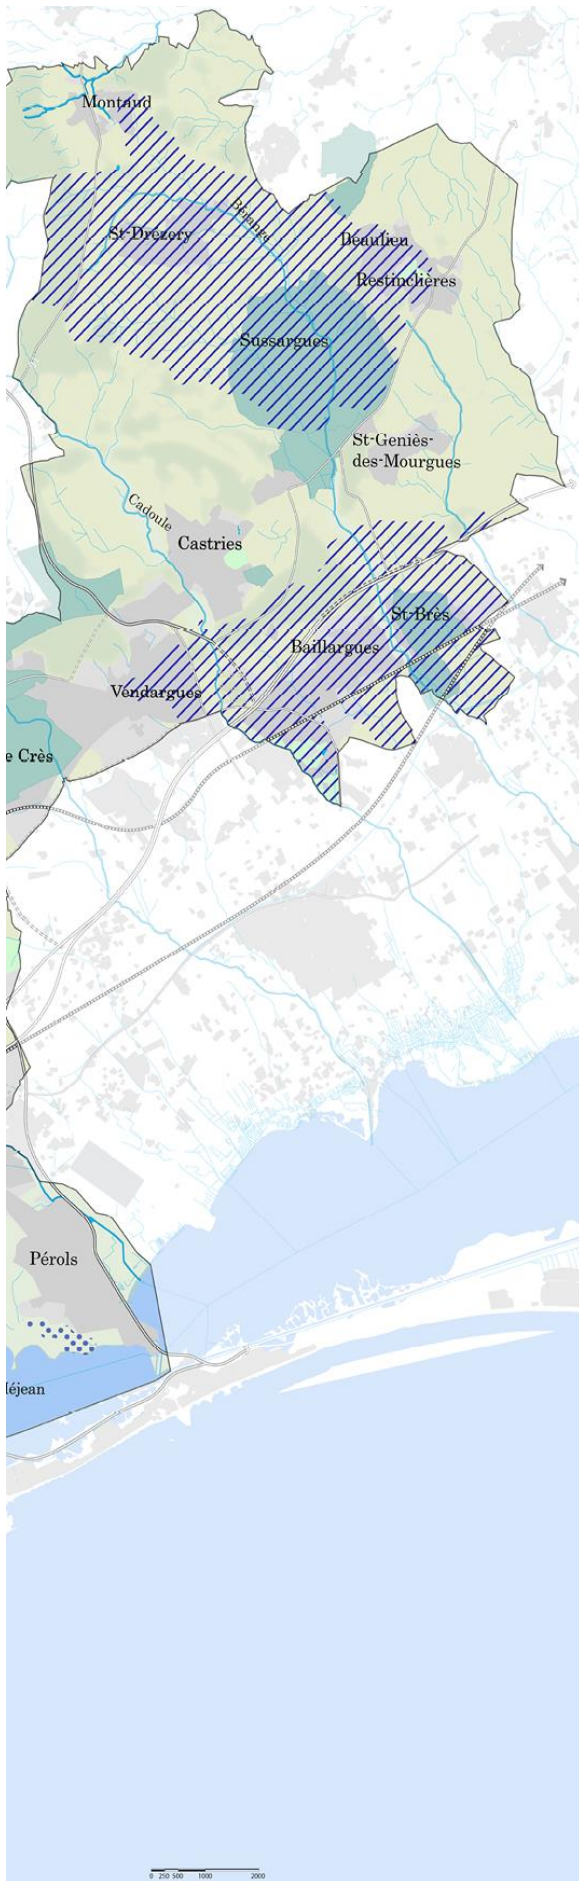 Montaud
St-Drézery
Bérange
Beaulieu
Restinclières
Sussargues
St-Geniès-
des-Mourgues
Cadoule
Castries
St-Brès
Baillargues
Vendargues
e Crès
Pérols
Méjean
0 250 500 1000 2000